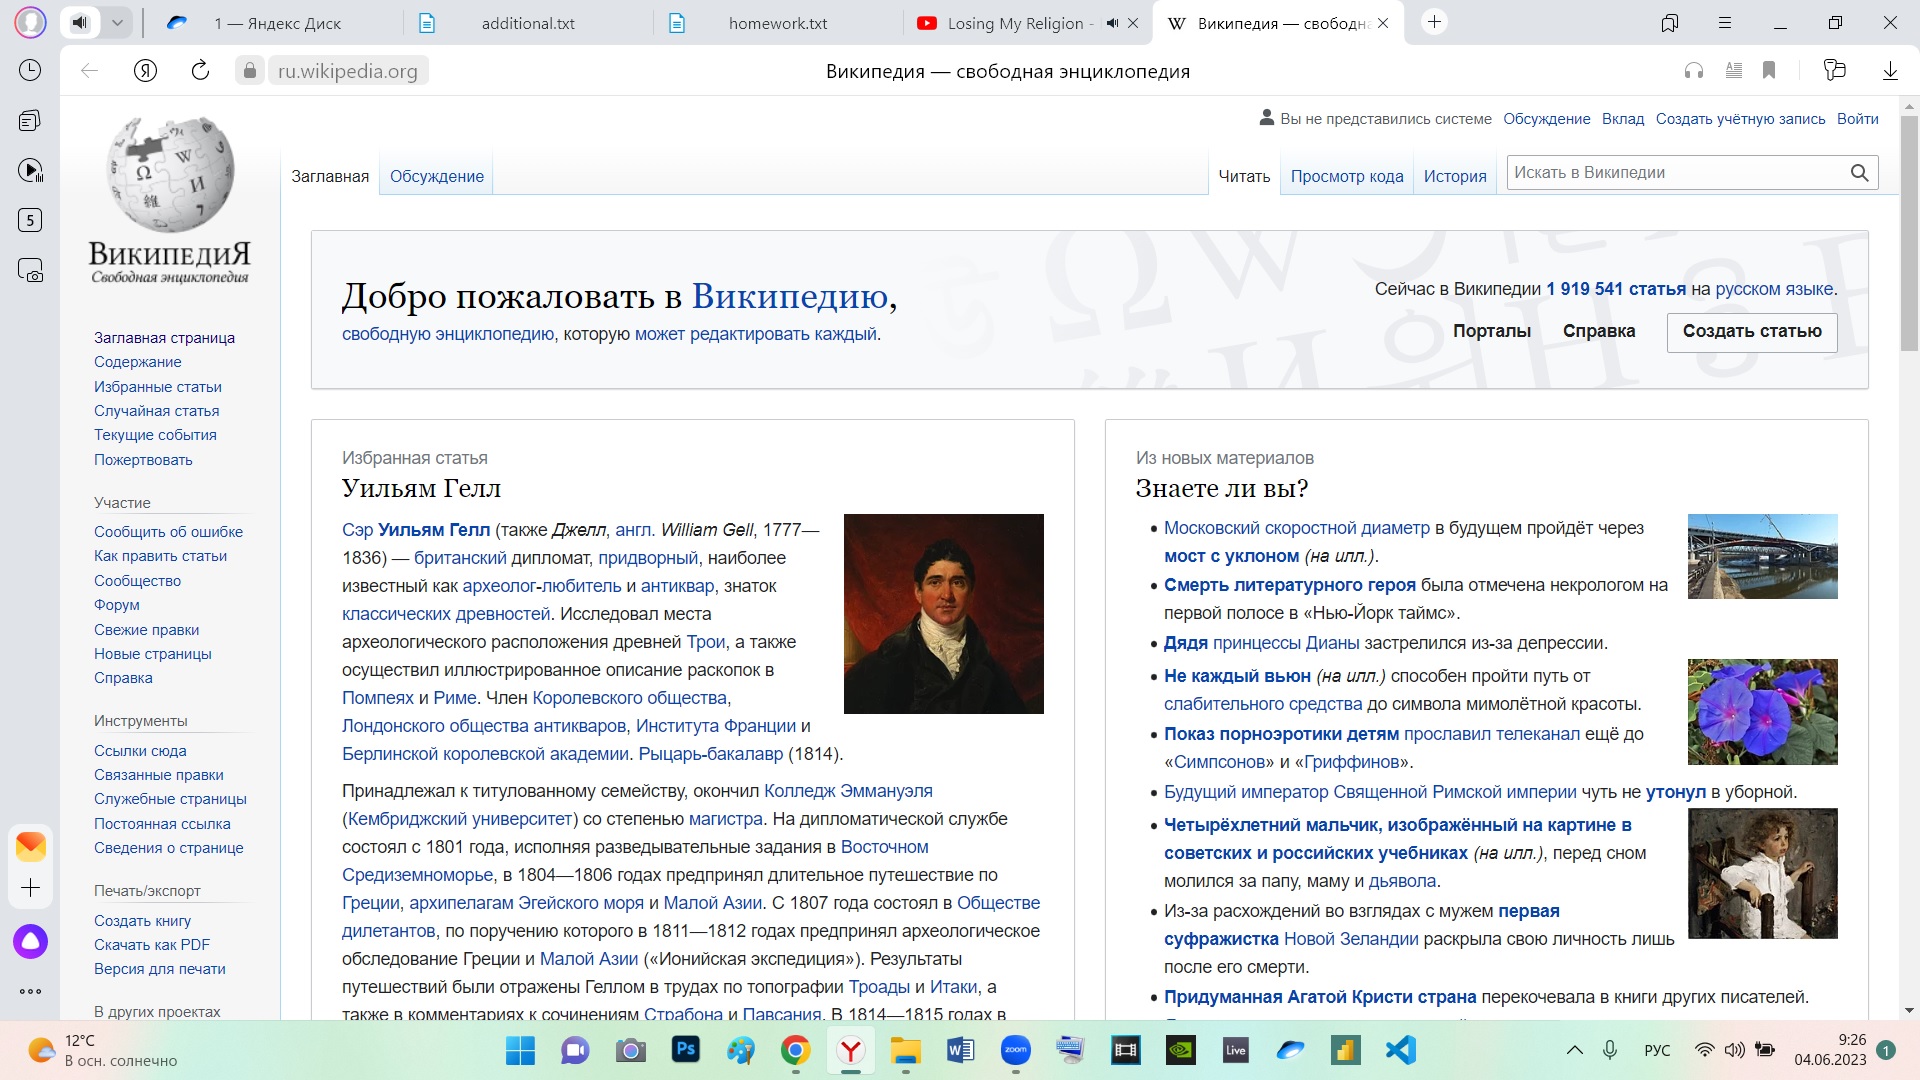 1 — Яндекс Диск
additional.txt
homework.txt
Losing My Religion -
Википедия — свободна
ru.wikipedia.org
Википедия — свободная энциклопедия
5
Вы не представились системе Обсуждение Вклад Создать учётную запись Войти
Заглавная Обсуждение
Читать Просмотр кода История
Искать в Википедии
ВикипедиЯ
Свободная энциклопедия
Заглавная страница
Содержание
Избранные статьи
Случайная статья
Текущие события
Пожертвовать
Участие
Сообщить об ошибке
Как править статьи
Сообщество
Форум
Свежие правки
Новые страницы
Справка
Инструменты
Ссылки сюда
Связанные правки
Служебные страницы
Постоянная ссылка
Сведения о странице
Печать/экспорт
Создать книгу
Скачать как PDF
Версия для печати
В других проектах
Добро пожаловать в Википедию,
свободную энциклопедию, которую может редактировать каждый.
Сейчас в Википедии 1 919 541 статья на русском языке.
Порталы Справка Создать статью
Избранная статья
Уильям Гелл
Сэр Уильям Гелл (также Джелл, англ. William Gell, 1777—
1836) — британский дипломат, придворный, наиболее
известный как археолог-любитель и антиквар, знаток
классических древностей. Исследовал места
археологического расположения древней Трои, а также
осуществил иллюстрированное описание раскопок в
Помпеях и Риме. Член Королевского общества,
Лондонского общества антикваров, Института Франции и
Берлинской королевской академии. Рыцарь-бакалавр (1814).
Принадлежал к титулованному семейству, окончил Колледж Эммануэля
(Кембриджский университет) со степенью магистра. На дипломатической службе
состоял с 1801 года, исполняя разведывательные задания в Восточном
Средиземноморье, в 1804—1806 годах предпринял длительное путешествие по
Греции, архипелагам Эгейского моря и Малой Азии. С 1807 года состоял в Обществе
дилетантов, по поручению которого в 1811—1812 годах предпринял археологическое
обследование Греции и Малой Азии («Ионийская экспедиция»). Результаты
путешествий были отражены Геллом в трудах по топографии Троады и Итаки, а
также в комментариях к сочинениям Страбона и Павсания. В 1814—1815 годах в
Из новых материалов
Знаете ли вы?
Московский скоростной диаметр в будущем пройдёт через
мост с уклоном (на илл.).
Смерть литературного героя была отмечена некрологом на
первой полосе в «Нью-Йорк таймс».
Дядя принцессы Дианы застрелился из-за депрессии.
Не каждый вьюн (на илл.) способен пройти путь от
слабительного средства до символа мимолётной красоты.
Показ порноэротики детям прославил телеканал ещё до
«Симпсонов» и «Гриффинов».
Будущий император Священной Римской империи чуть не утонул в уборной.
Четырёхлетний мальчик, изображённый на картине в
советских и российских учебниках (на илл.), перед сном
молился за папу, маму и дьявола.
Из-за расхождений во взглядах с мужем первая
суфражистка Новой Зеландии раскрыла свою личность лишь
после его смерти.
Придуманная Агатой Кристи страна перекочевала в книги других писателей.
12°C
В осн. солнечно
Ps
zoom
Live
РУС
9:26
04.06.2023
1